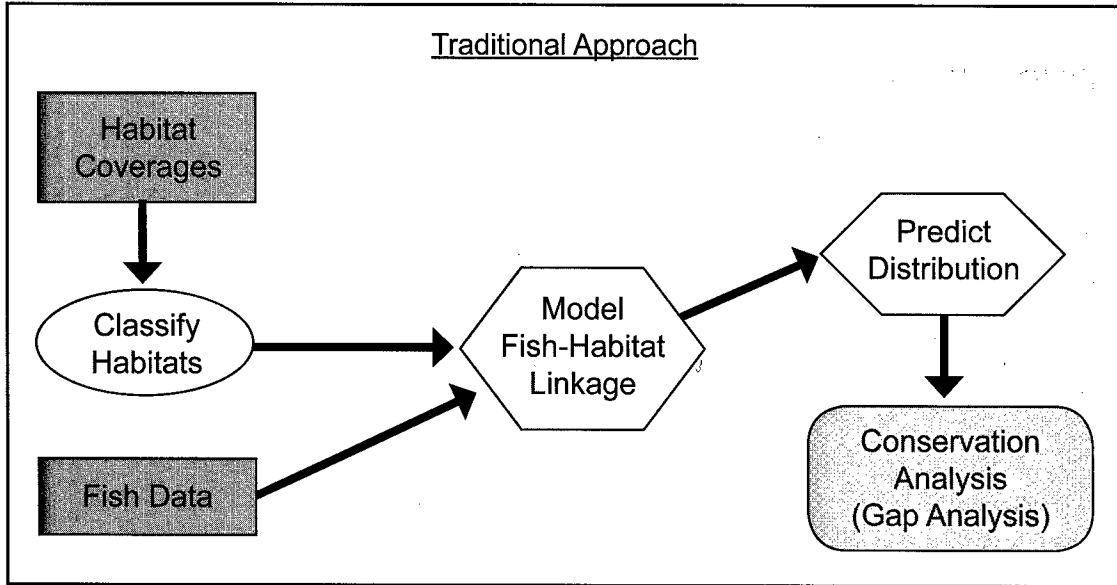 Traditional Approach
Habitat
Coverages
Classify
Habitats
Fish Data
Model
Fish-Habitat
Linkage
Predict
Distribution
Conservation
Analysis
(Gap Analysis)